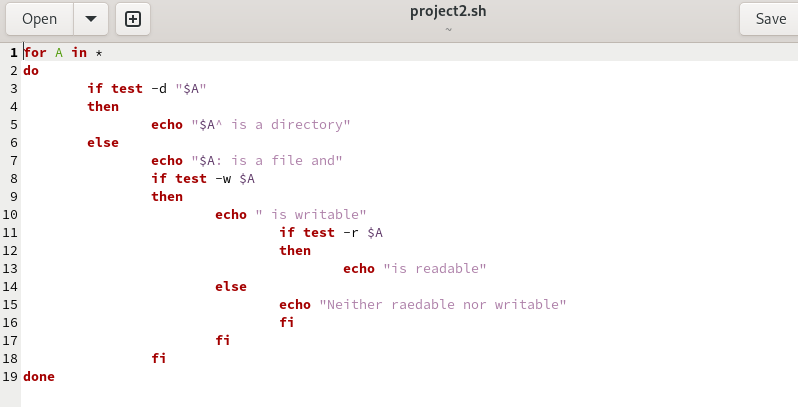 Open
project2.sh
~
Save
1 for A in *
2 do
3         if test -d "$A"
4         then
5                 echo "$A^ is a directory"
6         else
7                 echo "$A: is a file and"
8                 if test -w $A
9                 then
10                         echo " is writable"
11                                 if test -r $A
12                                 then
13                                         echo "is readable"
14                         else
15                                 echo "Neither raedable nor writable"
16                                 fi
17                         fi
18                 fi
19 done